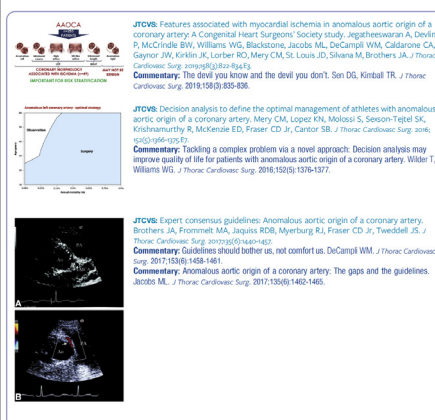 AAOCA
CORONARY MORPHOLOGY
ASSOCIATED WITH ISCHEMIA (n=49)
MAY NOT BE
BENIGN
IMPORTANT FOR RISK STRATIFICATION
JTCVS: Features associated with myocardial ischemia in anomalous aortic origin of a
coronary artery: A Congenital Heart Surgeons' Society study. Jegatheeswaran A, Devlin
P, McCrindle BW, Williams WG, Blackstone, Jacobs ML, DeCampli WM, Caldarone CA,
Gaynor JW, Kirklin JK, Lorber RO, Mery CM, St. Louis JD, Silvana M, Brothers JA. J Thorac
Cardiovasc Surg. 2019;158(3):822-834.E3.
Commentary: The devil you know and the devil you don't. Sen DG, Kimball TR. J Thorac
Cardiovasc Surg. 2019;158(3):835-836.
Anomalous left coronary artery - optimal strategy
Observation
Surgery
JTCVS: Decision analysis to define the optimal management of athletes with anomalous
aortic origin of a coronary artery. Mery CM, Lopez KN, Molossi S, Sexson-Tejtel SK,
Krishnamurthy R, McKenzie ED, Fraser CD Jr, Cantor SB. J Thorac Cardiovasc Surg. 2016;
152(5):1366-1375.E7.
Commentary: Tackling a complex problem via a novel approach: Decision analysis may
improve quality of life for patients with anomalous aortic origin of a coronary artery. Wilder T,
Williams WG. J Thorac Cardiovasc Surg. 2016;152(5):1376-1377.
JTCVS: Expert consensus guidelines: Anomalous aortic origin of a coronary artery.
Brothers JA, Frommelt MA, Jaquiss RDB, Myerburg RJ, Fraser CD Jr, Tweddell JS. J
Thorac Cardiovasc Surg. 2017;135(6):1440-1457.
Commentary: Guidelines should bother us, not comfort us. DeCampli WM. J Thorac Cardiovasc
Surg. 2017;153(6):1458-1461.
Commentary: Anomalous aortic origin of a coronary artery: The gaps and the guidelines.
Jacobs ML. J Thorac Cardiovasc Surg. 2017;135(6):1462-1465.
A
B